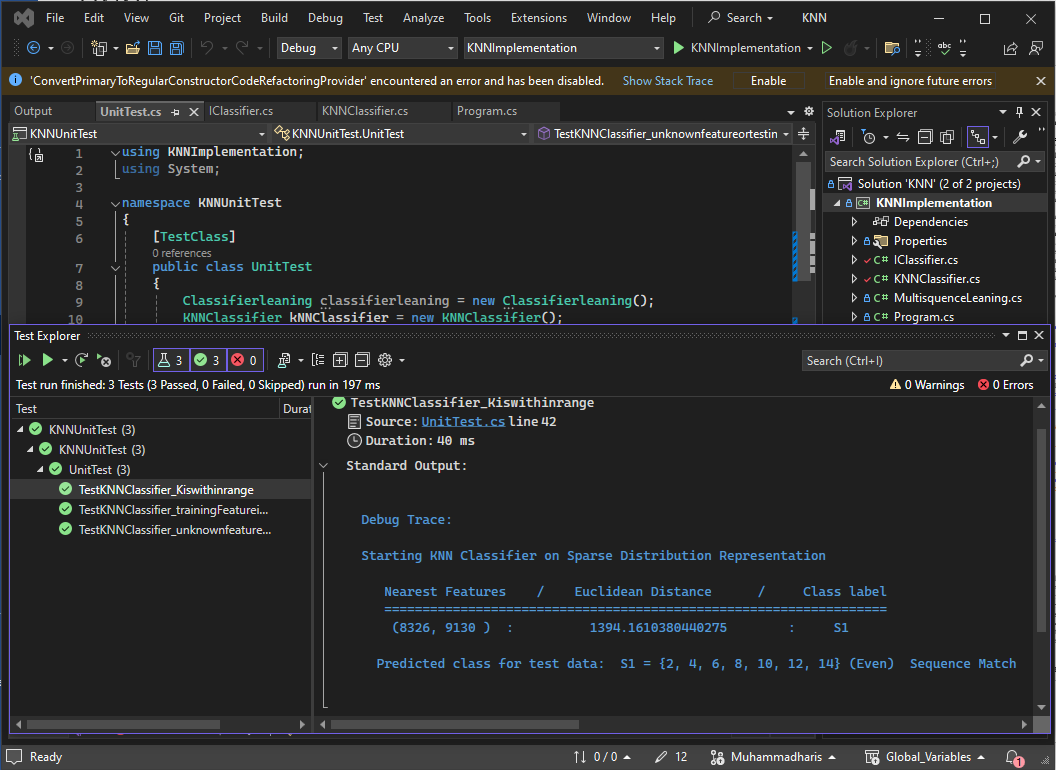 File Edit View Git Project Build Debug Test Analyze Tools Extensions Window Help Search KNN
Debug Any CPU KNNImplementation KNNImplementation
'ConvertPrimaryToRegularConstructorCodeRefactoringProvider' encountered an error and has been disabled. Show Stack Trace Enable Enable and ignore future errors
Output UnitTest.cs IClassifier.cs KNNClassifier.cs Program.cs
KNNUnitTest KNNUnitTest.UnitTest TestKNNClassifier_unknownfeatureortestin
1 using KNNImplementation;
2 using System;
3
4 namespace KNNUnitTest
5 {
6 [TestClass]
0 references
7 public class UnitTest
8 {
9 Classifierleaning classifierleaning = new Classifierleaning();
10 KNNClassifier kNNClassifier = new KNNClassifier();
Solution Explorer
Search Solution Explorer (Ctrl+;)
Solution 'KNN' (2 of 2 projects)
C# KNNImplementation
Dependencies
Properties
C# IClassifier.cs
C# KNNClassifier.cs
C# MultisquenceLeaning.cs
C# Program.cs
Test Explorer
3 3 0
Search (Ctrl+I)
Test run finished: 3 Tests (3 Passed, 0 Failed, 0 Skipped) run in 197 ms
0 Warnings 0 Errors
Test Durat
KNNUnitTest (3)
KNNUnitTest (3)
UnitTest (3)
TestKNNClassifier_Kiswithinrange
TestKNNClassifier_trainingFeaturei...
TestKNNClassifier_unknownfeature...
TestKNNClassifier_Kiswithinrange
Source: UnitTest.cs line 42
Duration: 40 ms
Standard Output:
Debug Trace:
Starting KNN Classifier on Sparse Distribution Representation
Nearest Features / Euclidean Distance / Class label
==================================================================
(8326, 9130 ) : 1394.1610380440275 : S1
Predicted class for test data: S1 = {2, 4, 6, 8, 10, 12, 14} (Even) Sequence Match
Ready 0 / 0 12 Muhammadharis Global_Variables 1